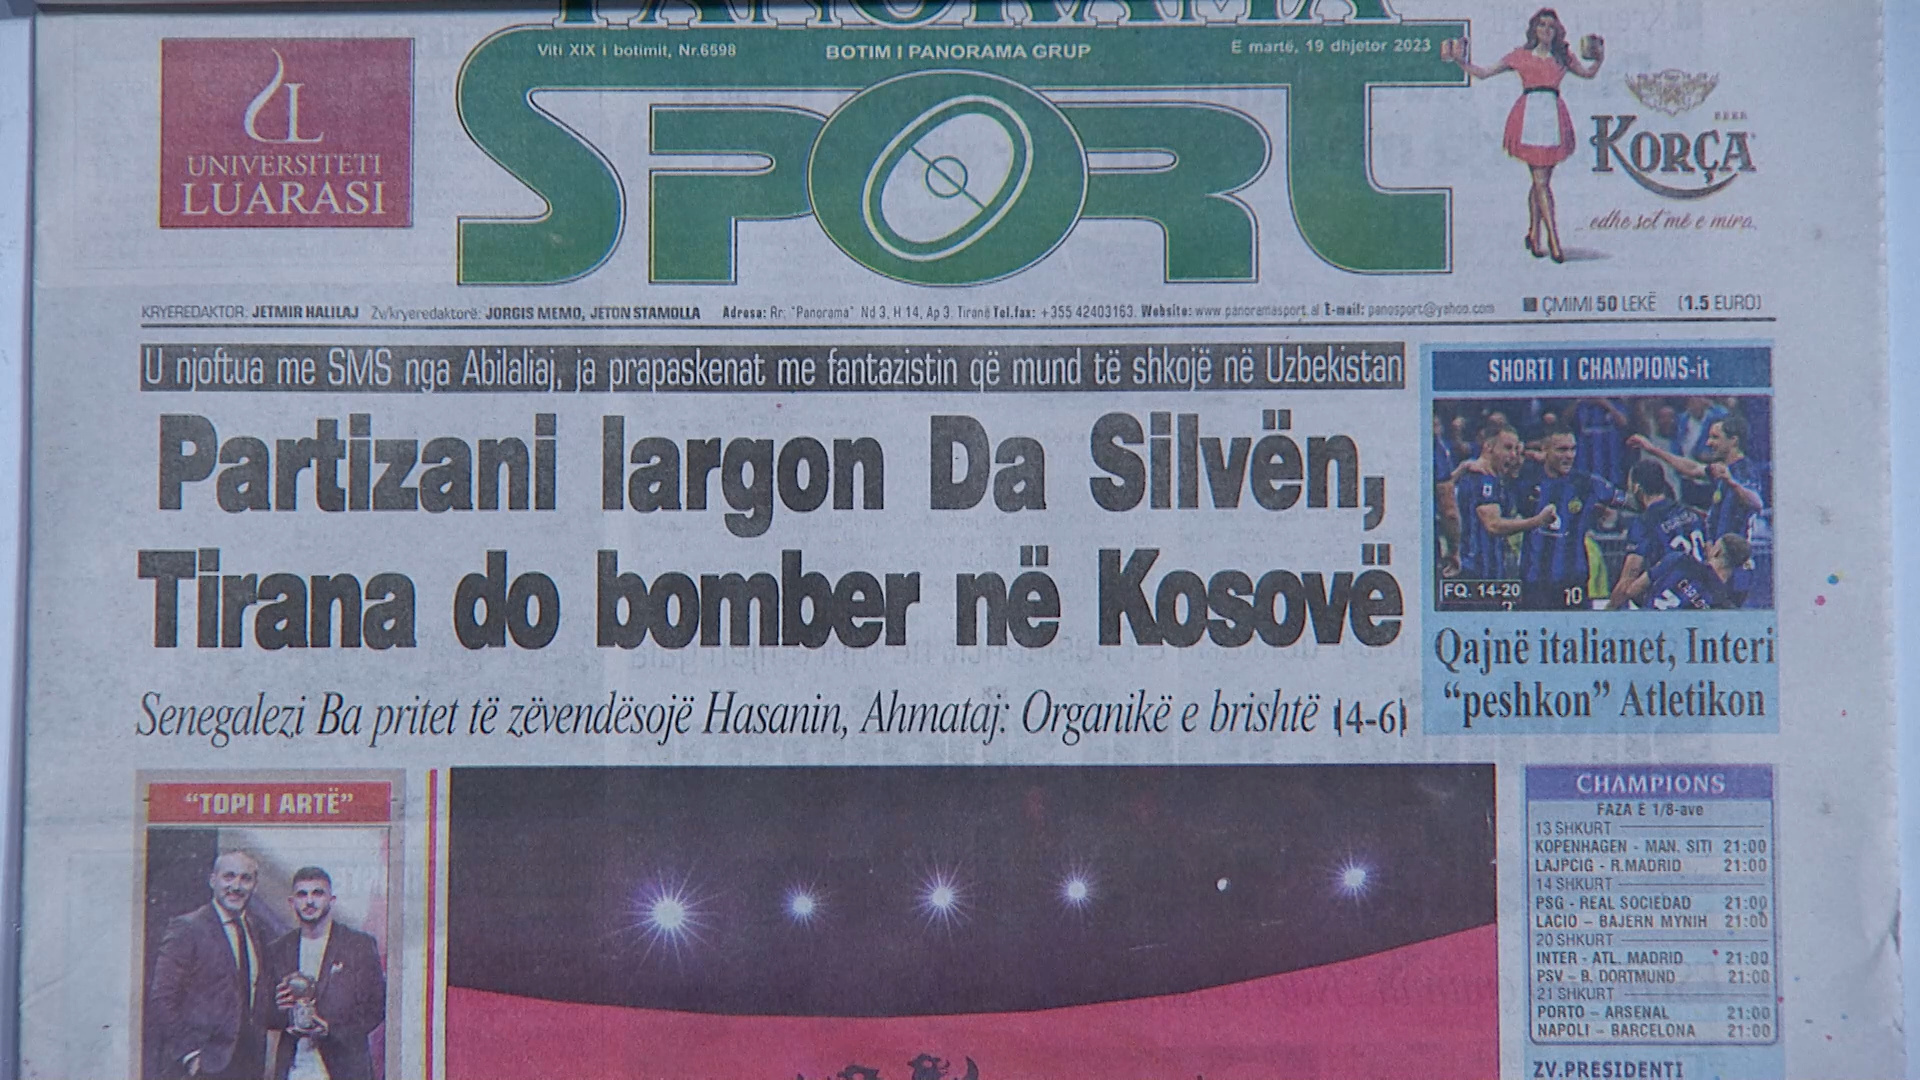 PANORAMA
Viti XIX i botimit, Nr.6598
BOTIM I PANORAMA GRUP
E martë, 19 dhjetor 2023
SPORT
L
UNIVERSITETI
LUARASI
BEER
KORÇA
... edhe sot më e mira.
KRYEREDAKTOR: JETMIR HALILAJ Zv/kryeredaktorë: JORGIS MEMO, JETON STAMOLLA Adresa: Rr. "Panorama" Nd 3, H 14, Ap 3, Tiranë Tel.fax: +355 42403163. Website: www.panoramasport.al E-mail: panosport@yahoo.com
ÇMIMI 50 LEKË (1.5 EURO)
U njoftua me SMS nga Abilaliaj, ja prapaskenat me fantazistin që mund të shkojë në Uzbekistan
Partizani largon Da Silvën,
Tirana do bomber në Kosovë
Senegalezi Ba pritet të zëvendësojë Hasanin, Ahmataj: Organikë e brishtë |4-6|
SHORTI I CHAMPIONS-it
FQ. 14-20
10
20
Qajnë italianet, Interi
"peshkon" Atletikon
"TOPI I ARTË"
CHAMPIONS
FAZA E 1/8-ave
13 SHKURT
KOPENHAGEN - MAN. SITI 21:00
LAJPCIG - R.MADRID 21:00
14 SHKURT
PSG - REAL SOCIEDAD 21:00
LACIO - BAJERN MYNIH 21:00
20 SHKURT
INTER - ATL. MADRID 21:00
PSV - B. DORTMUND 21:00
21 SHKURT
PORTO - ARSENAL 21:00
NAPOLI - BARCELONA 21:00
ZV.PRESIDENTI